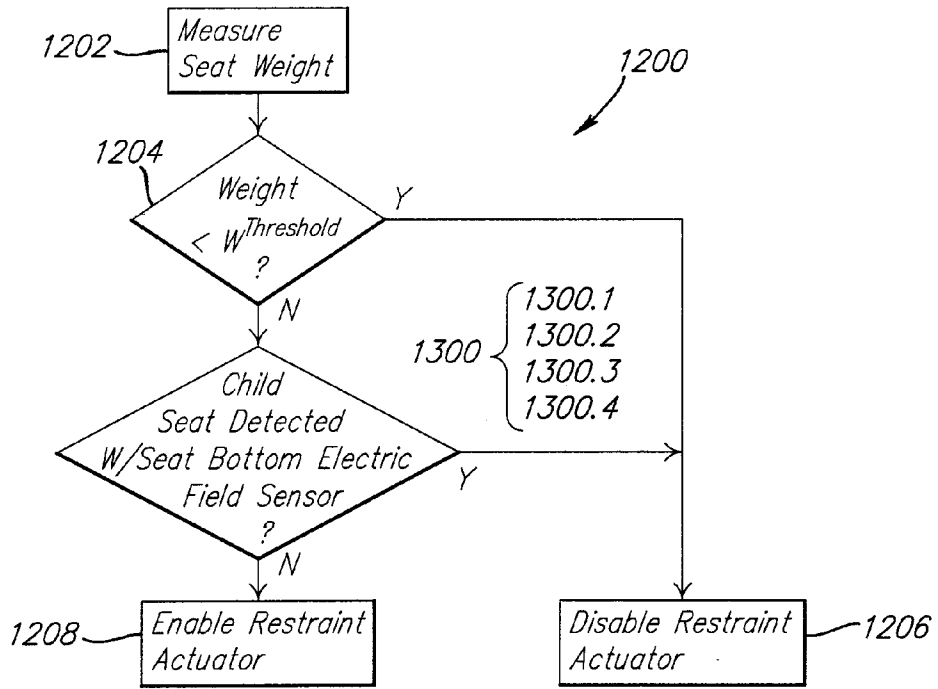 1202
Measure
Seat Weight
1200
1204
Weight
< W^Threshold
?
Y
N
1300
1300.1
1300.2
1300.3
1300.4
Child
Seat Detected
W/Seat Bottom Electric
Field Sensor
?
Y
N
1208
Enable Restraint
Actuator
Disable Restraint
Actuator
1206